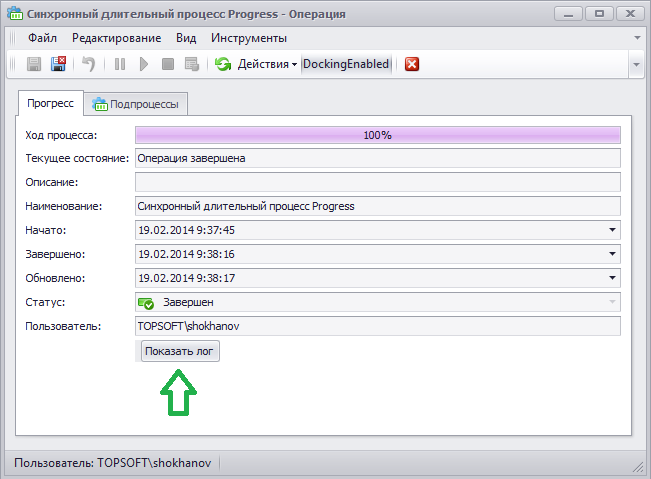 Синхронный длительный процесс Progress - Операция
Файл Редактирование Вид Инструменты
Действия DockingEnabled
Прогресс Подпроцессы
Ход процесса: 100%
Текущее состояние: Операция завершена
Описание:
Наименование: Синхронный длительный процесс Progress
Начато: 19.02.2014 9:37:45
Завершено: 19.02.2014 9:38:16
Обновлено: 19.02.2014 9:38:17
Статус: Завершен
Пользователь: TOPSOFT\shokhanov
Показать лог
Пользователь: TOPSOFT\shokhanov